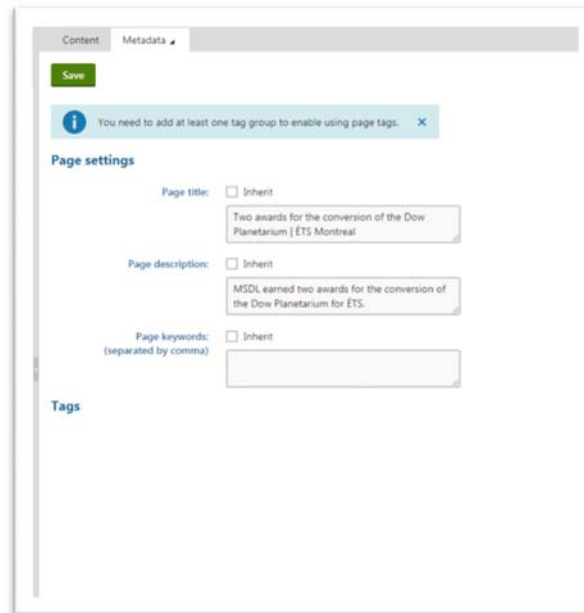 Content Metadata
Save
You need to add at least one tag group to enable using page tags.
Page settings
Page title: Inherit
Two awards for the conversion of the Dow
Planetarium | ÉTS Montreal
Page description: Inherit
MSDL earned two awards for the conversion of
the Dow Planetarium for ÉTS.
Page keywords: Inherit
(separated by comma)
Tags